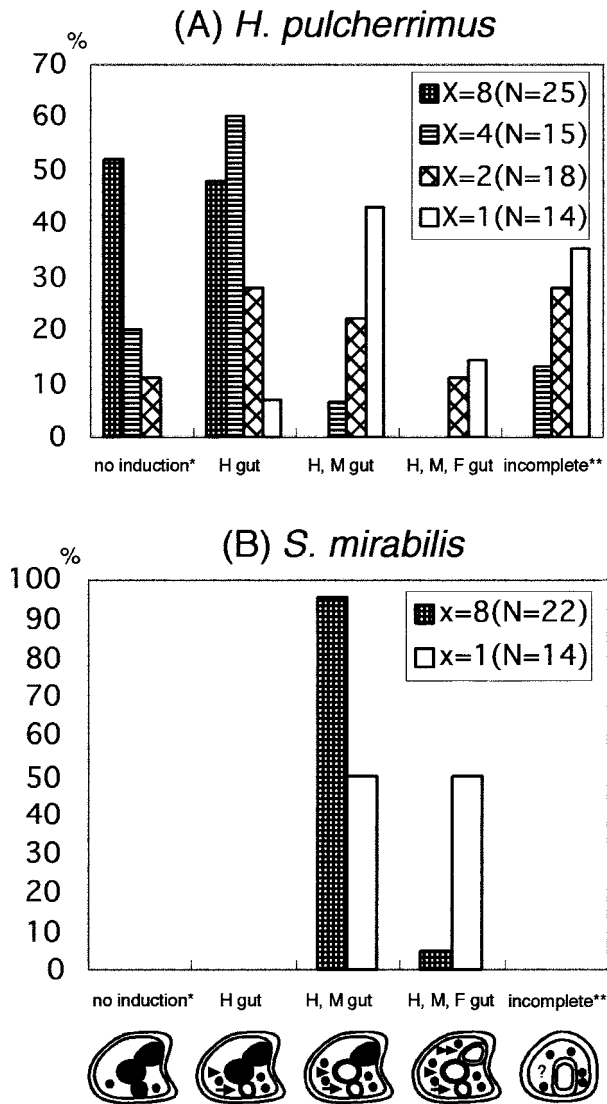 (A) H. pulcherrimus
%
70
60
50
40
30
20
10
0
X=8(N=25)
X=4(N=15)
X=2(N=18)
X=1(N=14)
no induction* H gut H, M gut H, M, F gut incomplete**
(B) S. mirabilis
%
100
90
80
70
60
50
40
30
20
10
0
x=8(N=22)
x=1(N=14)
no induction* H gut H, M gut H, M, F gut incomplete**
?